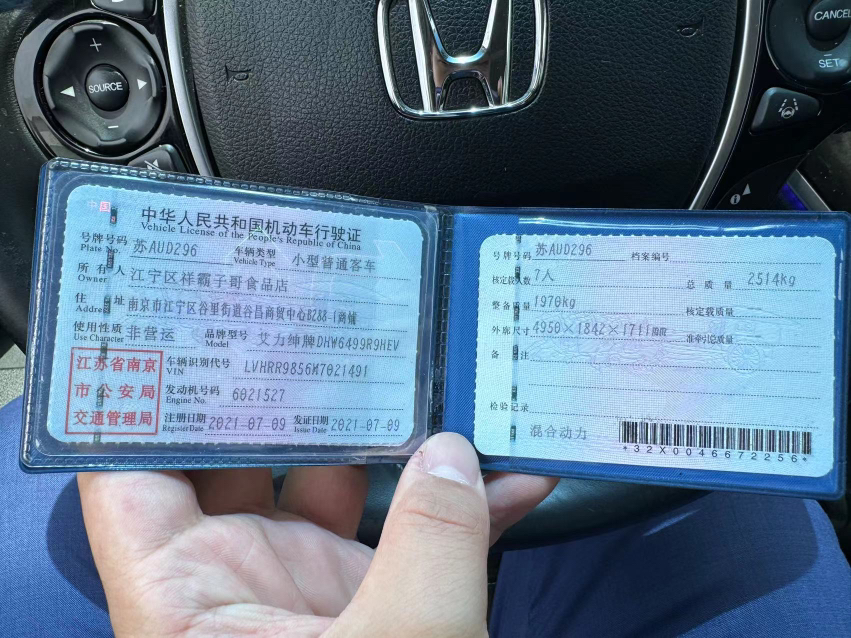 CANCEL
SET
SOURCE
中国
中华人民共和国机动车行驶证
Vehicle License of the People's Republic of China
号牌号码 苏AUD296 车辆类型 小型普通客车
Plate No. Vehicle Type
所有人 江宁区祥霸子哥食品店
Owner
住址 南京市江宁区谷里街道谷昌商贸中心BZ88-1商铺
Address
使用性质 非营运 品牌型号 艾力绅牌DHW6499R9HEV
Use Character Model
江苏省南京
市公安局
交通管理局
车辆识别代号 LVHRR9856M7021491
VIN
发动机号码 6021527
Engine No.
注册日期 2021-07-09 发证日期 2021-07-09
Register Date Issue Date
号牌号码 苏AUD296 档案编号
核定载人数 7人 总质量 2514kg
整备质量 1970kg 核定载质量
外廓尺寸 4950×1842×1711mm 准牵引总质量
备注
检验记录
混合动力
*32X0046672256*